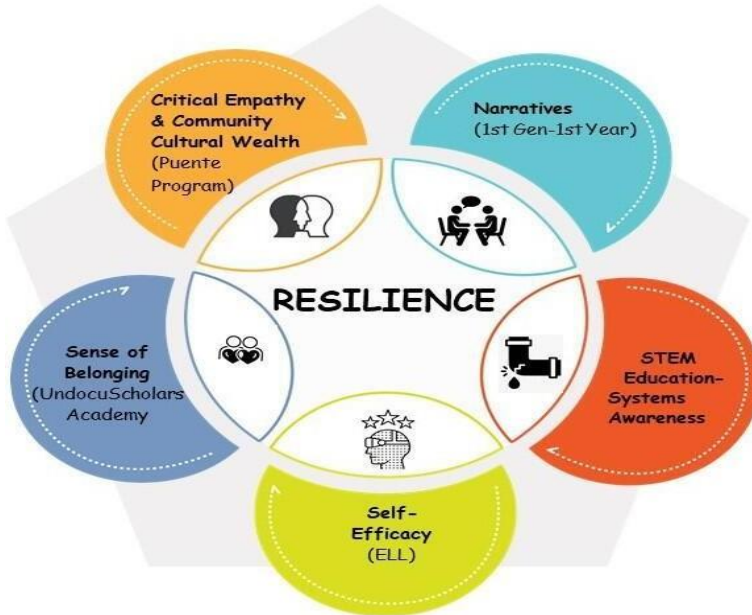 Critical Empathy
& Community
Cultural Wealth
(Puente
Program)
Narratives
(1st Gen-1st Year)
RESILIENCE
Sense of
Belonging
(UndocuScholars
Academy
STEM
Education-
Systems
Awareness
Self-
Efficacy
(ELL)